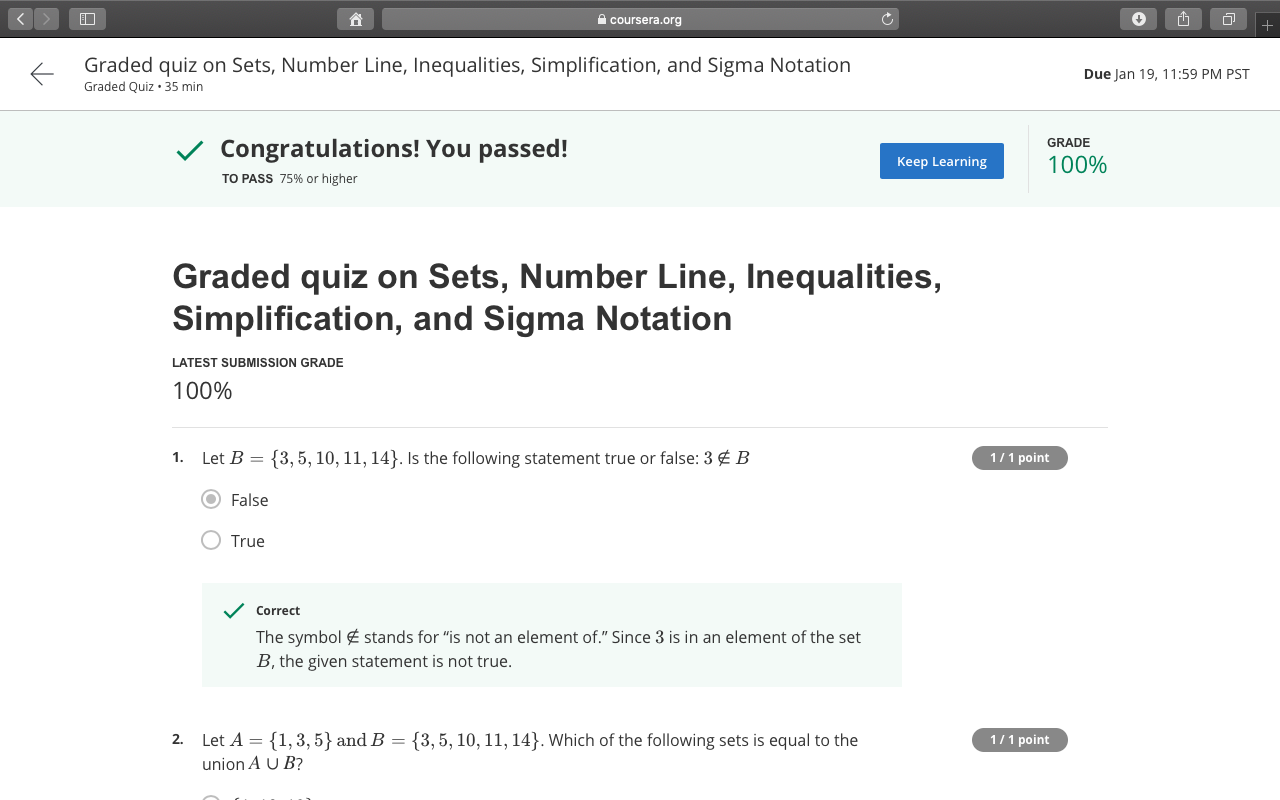 coursera.org
Graded quiz on Sets, Number Line, Inequalities, Simplification, and Sigma Notation
Graded Quiz • 35 min
Due Jan 19, 11:59 PM PST
Congratulations! You passed!
TO PASS 75% or higher
Keep Learning
GRADE
100%
Graded quiz on Sets, Number Line, Inequalities,
Simplification, and Sigma Notation
LATEST SUBMISSION GRADE
100%
1. Let B = {3, 5, 10, 11, 14}. Is the following statement true or false: 3 ∉ B
1 / 1 point
False
True
Correct
The symbol ∉ stands for “is not an element of.” Since 3 is in an element of the set
B, the given statement is not true.
2. Let A = {1, 3, 5} and B = {3, 5, 10, 11, 14}. Which of the following sets is equal to the
1 / 1 point
union A ∪ B?